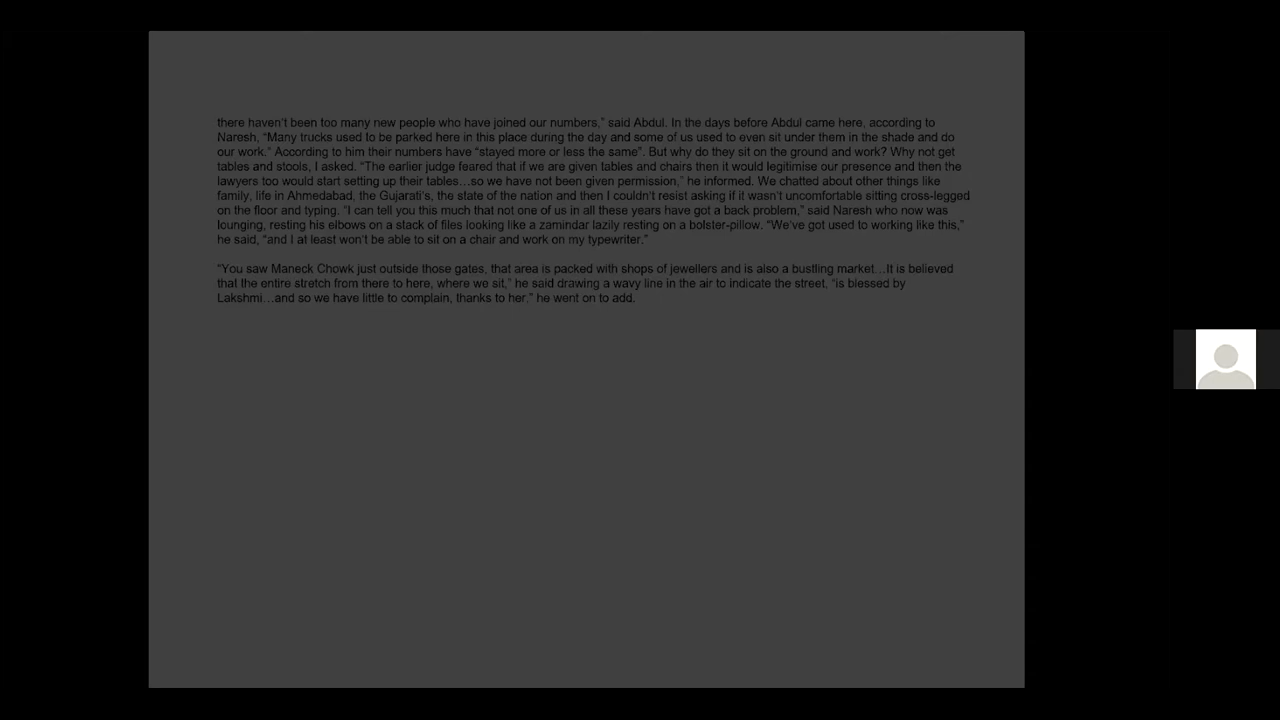 there haven't been too many new people who have joined our numbers,” said Abdul. In the days before Abdul came here, according to
Naresh, “Many trucks used to be parked here in this place during the day and some of us used to even sit under them in the shade and do
our work.” According to him their numbers have “stayed more or less the same”. But why do they sit on the ground and work? Why not get
tables and stools, I asked. “The earlier judge feared that if we are given tables and chairs then it would legitimise our presence and then the
lawyers too would start setting up their tables…so we have not been given permission,” he informed. We chatted about other things like
family, life in Ahmedabad, the Gujarati's, the state of the nation and then I couldn't resist asking if it wasn't uncomfortable sitting cross-legged
on the floor and typing. “I can tell you this much that not one of us in all these years have got a back problem,” said Naresh who now was
lounging, resting his elbows on a stack of files looking like a zamindar lazily resting on a bolster-pillow. “We've got used to working like this,”
he said, “and I at least won't be able to sit on a chair and work on my typewriter.”
“You saw Maneck Chowk just outside those gates, that area is packed with shops of jewellers and is also a bustling market…It is believed
that the entire stretch from there to here, where we sit,” he said drawing a wavy line in the air to indicate the street, “is blessed by
Lakshmi…and so we have little to complain, thanks to her,” he went on to add.